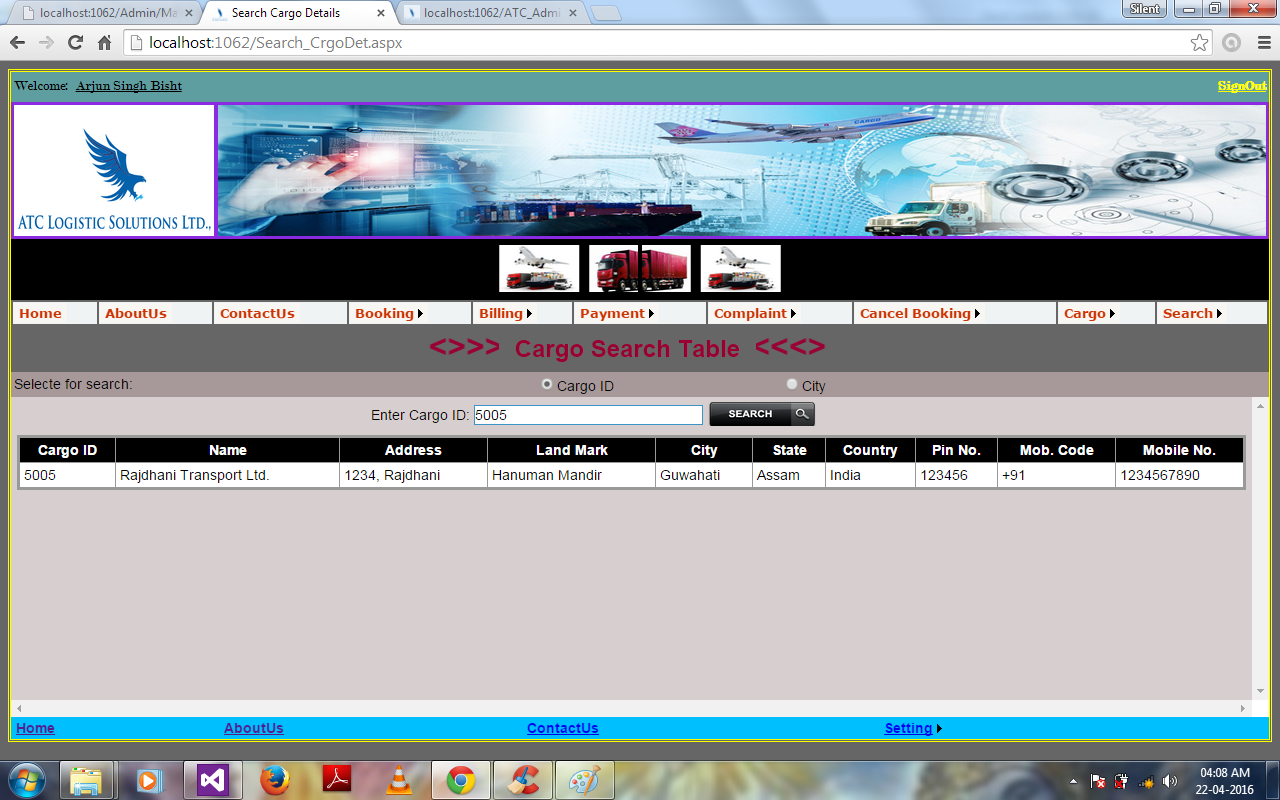 localhost:1062/Admin/Ma
Search Cargo Details
localhost:1062/ATC_Admi
Silent
localhost:1062/Search_CrgoDet.aspx
Welcome: Arjun Singh Bisht
SignOut
CARGO
ATC LOGISTIC SOLUTIONS LTD.,
Home AboutUs ContactUs Booking Billing Payment Complaint Cancel Booking Cargo Search
<>>> Cargo Search Table <<<>
Selecte for search: Cargo ID City
Enter Cargo ID: 5005 SEARCH
Cargo ID Name Address Land Mark City State Country Pin No. Mob. Code Mobile No.
5005 Rajdhani Transport Ltd. 1234, Rajdhani Hanuman Mandir Guwahati Assam India 123456 +91 1234567890
Home AboutUs ContactUs Setting
04:08 AM
22-04-2016